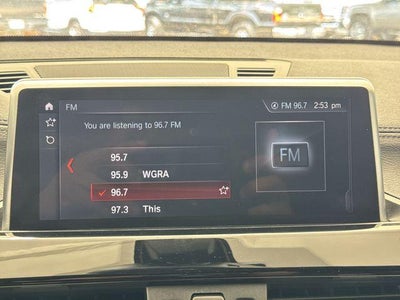 FM
FM 96.7 2:53 pm
You are listening to 96.7 FM
95.7
95.9 WGRA
96.7
97.3 This
FM